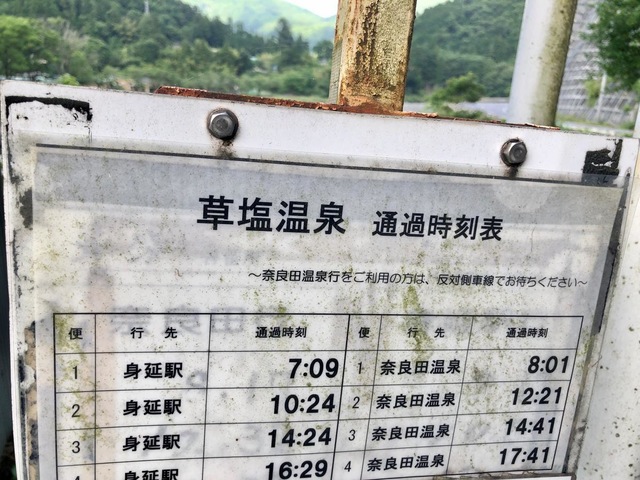 草塩温泉 通過時刻表
～奈良田温泉行をご利用の方は、反対側車線でお待ちください～
便 行先 通過時刻 便 行先 通過時刻
1 身延駅 7:09 1 奈良田温泉 8:01
2 身延駅 10:24 2 奈良田温泉 12:21
3 身延駅 14:24 3 奈良田温泉 14:41
4 身延駅 16:29 4 奈良田温泉 17:41